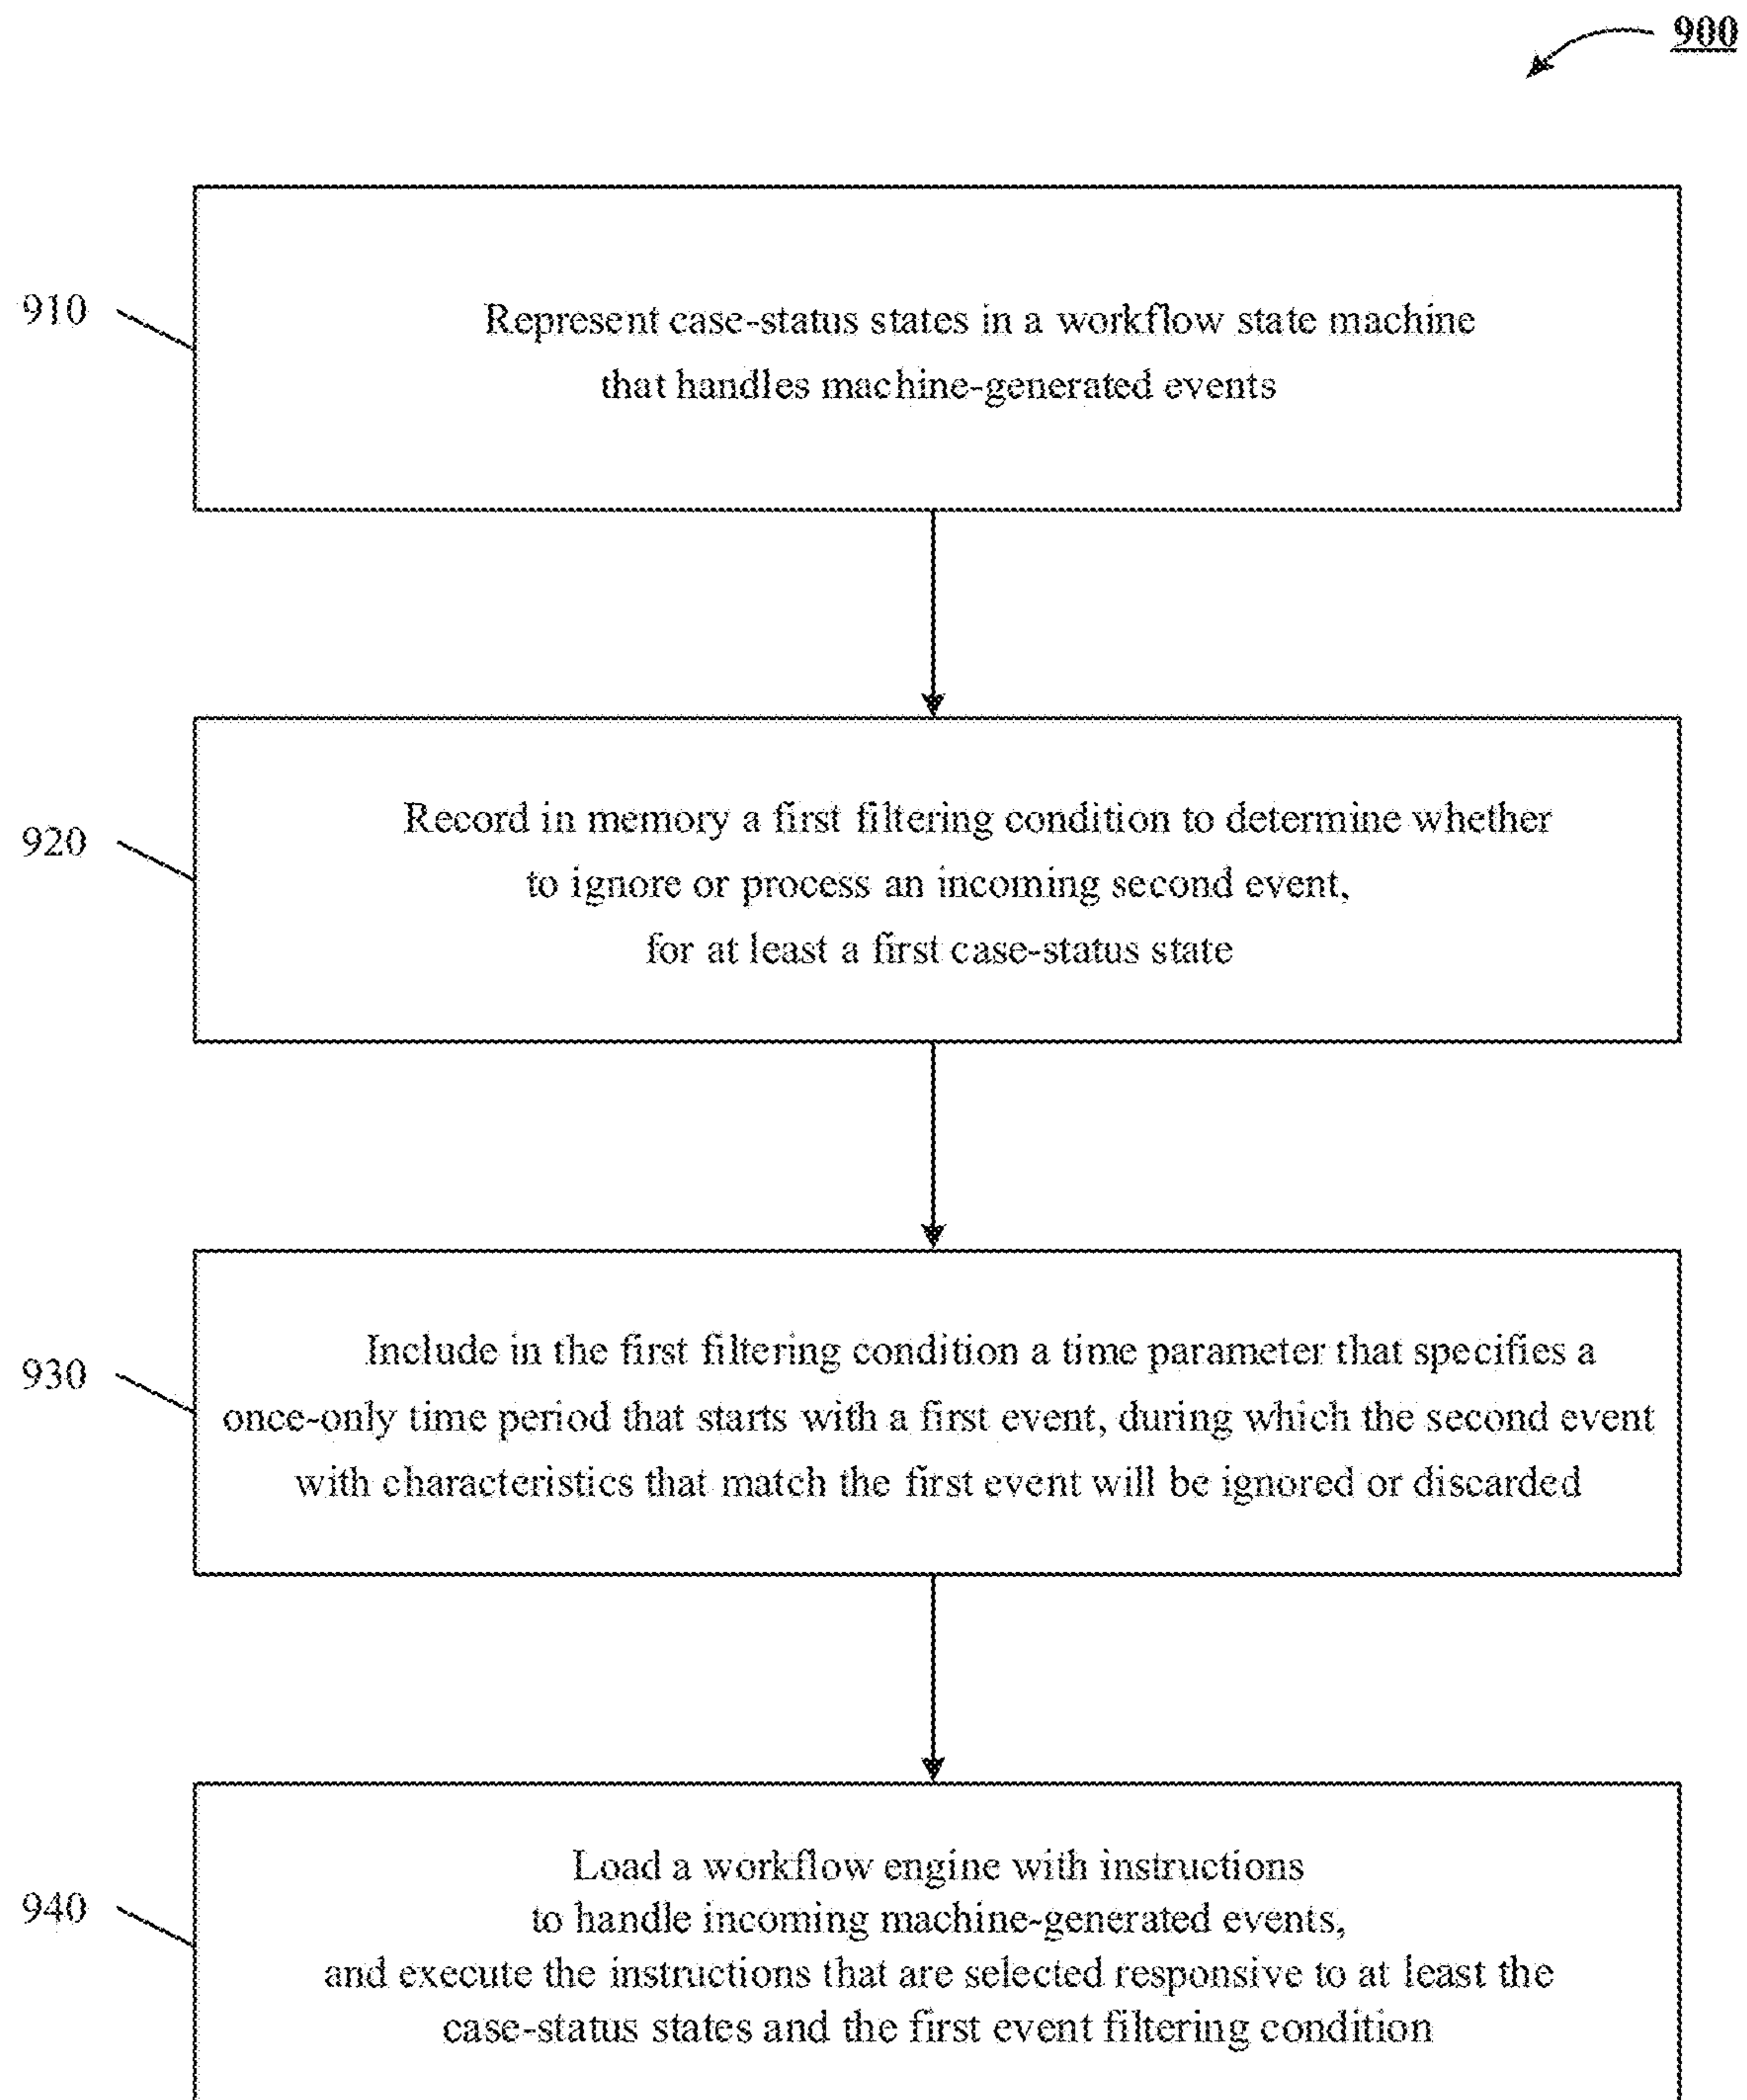 900
910
Represent case-status states in a workflow state machine
that handles machine-generated events
920
Record in memory a first filtering condition to determine whether
to ignore or process an incoming second event,
for at least a first case-status state
930
Include in the first filtering condition a time parameter that specifies a
once-only time period that starts with a first event, during which the second event
with characteristics that match the first event will be ignored or discarded
940
Load a workflow engine with instructions
to handle incoming machine-generated events,
and execute the instructions that are selected responsive to at least the
case-status states and the first event filtering condition